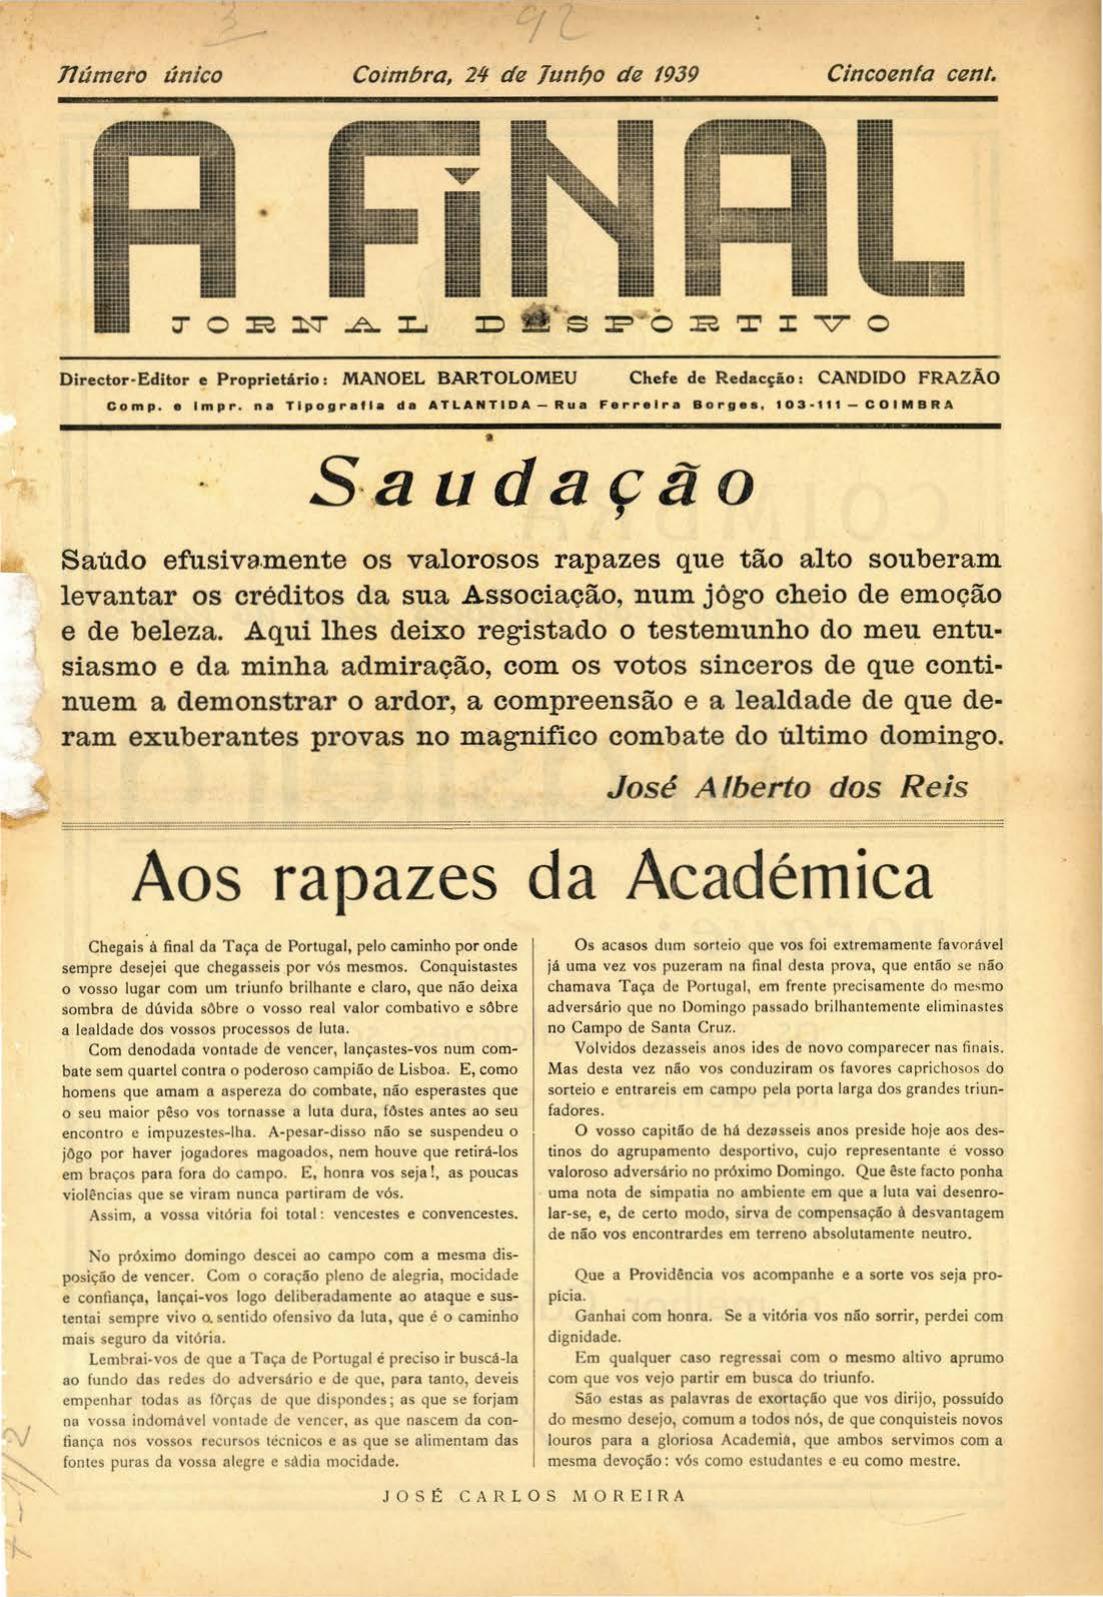 3
92
Número único
Coimbra, 24 de Junho de 1939
Cincoenta cent.
A FiNAL
JORNAL DESPORTIVO
Director-Editor e Proprietário: MANOEL BARTOLOMEU
Chefe de Redacção: CANDIDO FRAZÃO
Comp. e Impr. na Tipografia da ATLANTIDA — Rua Ferreira Borges, 103-111 — COIMBRA
Saudação
Saúdo efusivamente os valorosos rapazes que tão alto souberam
levantar os créditos da sua Associação, num jôgo cheio de emoção
e de beleza. Aqui lhes deixo registado o testemunho do meu entu-
siasmo e da minha admiração, com os votos sinceros de que conti-
nuem a demonstrar o ardor, a compreensão e a lealdade de que de-
ram exuberantes provas no magnifico combate do último domingo.
José Alberto dos Reis
Aos rapazes da Académica
Chegais à final da Taça de Portugal, pelo caminho por onde
sempre desejei que chegasseis por vós mesmos. Conquistastes
o vosso lugar com um triunfo brilhante e claro, que não deixa
sombra de dúvida sôbre o vosso real valor combativo e sôbre
a lealdade dos vossos processos de luta.
Com denodada vontade de vencer, lançastes-vos num com-
bate sem quartel contra o poderoso campião de Lisboa. E, como
homens que amam a aspereza do combate, não esperastes que
o seu maior pêso vos tornasse a luta dura, fôstes antes ao seu
encontro e impuzestes-lha. A-pesar-disso não se suspendeu o
jôgo por haver jogadores magoados, nem houve que retirá-los
em braços para fora do campo. E, honra vos seja!, as poucas
violências que se viram nunca partiram de vós.
Assim, a vossa vitória foi total: vencestes e convencestes.
No próximo domingo descei ao campo com a mesma dis-
posição de vencer. Com o coração pleno de alegria, mocidade
e confiança, lançai-vos logo deliberadamente ao ataque e sus-
tentai sempre vivo o sentido ofensivo da luta, que é o caminho
mais seguro da vitória.
Lembrai-vos de que a Taça de Portugal é preciso ir buscá-la
ao fundo das redes do adversário e de que, para tanto, deveis
empenhar todas as fôrças de que dispondes; as que se forjam
na vossa indomável vontade de vencer, as que nascem da con-
fiança nos vossos recursos técnicos e as que se alimentam das
fontes puras da vossa alegre e sàdia mocidade.
Os acasos dum sorteio que vos foi extremamente favorável
já uma vez vos puzeram na final desta prova, que então se não
chamava Taça de Portugal, em frente precisamente do mesmo
adversário que no Domingo passado brilhantemente eliminastes
no Campo de Santa Cruz.
Volvidos dezasseis anos ides de novo comparecer nas finais.
Mas desta vez não vos conduziram os favores caprichosos do
sorteio e entrareis em campo pela porta larga dos grandes triun-
fadores.
O vosso capitão de há dezasseis anos preside hoje aos des-
tinos do agrupamento desportivo, cujo representante é vosso
valoroso adversário no próximo Domingo. Que êste facto ponha
uma nota de simpatia no ambiente em que a luta vai desenro-
lar-se, e, de certo modo, sirva de compensação à desvantagem
de não vos encontrardes em terreno absolutamente neutro.
Que a Providência vos acompanhe e a sorte vos seja pro-
pícia.
Ganhai com honra. Se a vitória vos não sorrir, perdei com
dignidade.
Em qualquer caso regressai com o mesmo altivo aprumo
com que vos vejo partir em busca do triunfo.
São estas as palavras de exortação que vos dirijo, possuído
do mesmo desejo, comum a todos nós, de que conquisteis novos
louros para a gloriosa Academia, que ambos servimos com a
mesma devoção: vós como estudantes e eu como mestre.
JOSÉ CARLOS MOREIRA